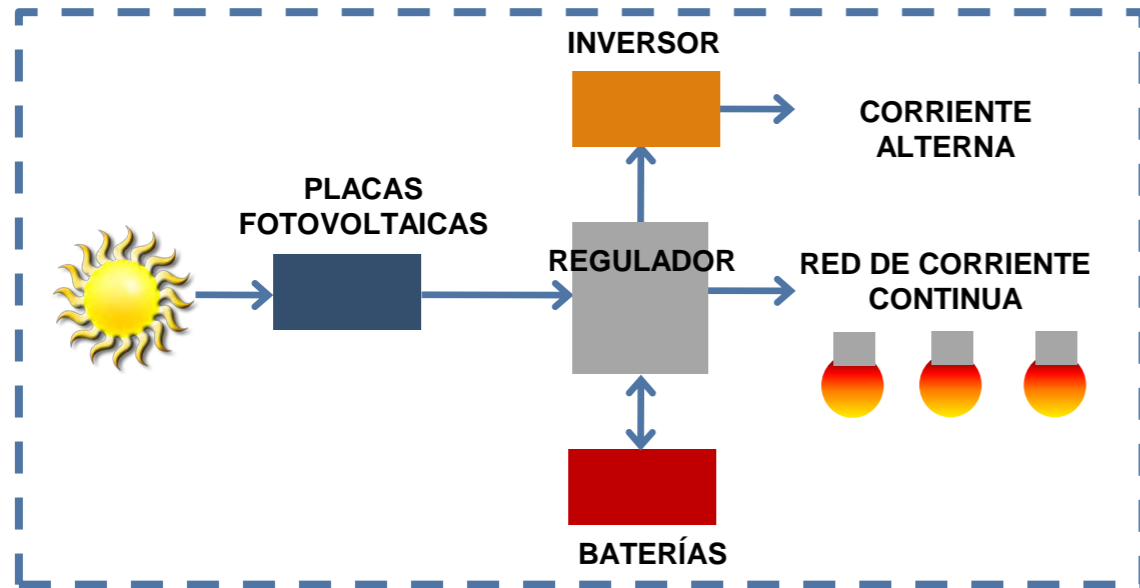 INVERSOR
CORRIENTE
ALTERNA
PLACAS
FOTOVOLTAICAS
REGULADOR
RED DE CORRIENTE
CONTINUA
BATERÍAS